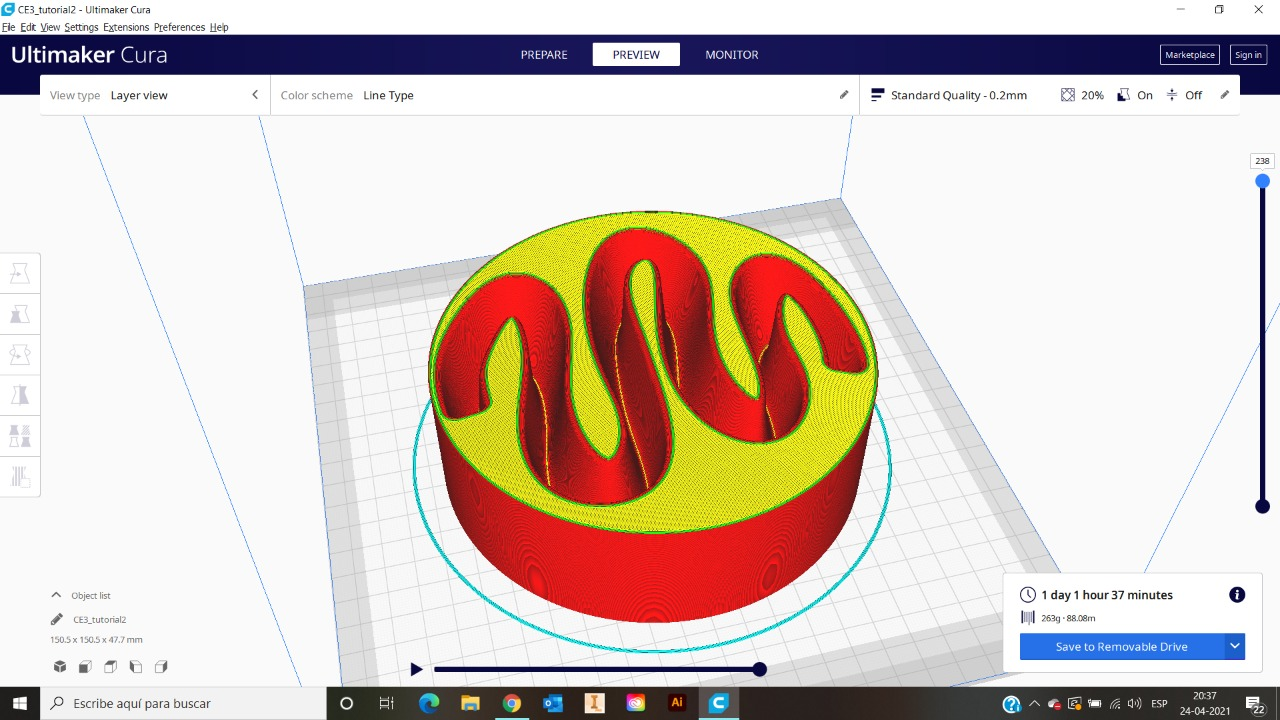 CE3_tutorial2 - Ultimaker Cura
File Edit View Settings Extensions Preferences Help
Ultimaker Cura
PREPARE PREVIEW MONITOR
Marketplace Sign in
View type Layer view
Color scheme Line Type
Standard Quality - 0.2mm 20% On Off
238
Object list
CE3_tutorial2
150.5 x 150.5 x 47.7 mm
1 day 1 hour 37 minutes
263g · 88.08m
Save to Removable Drive
Escribe aquí para buscar
Ai
ESP
20:37
24-04-2021
22